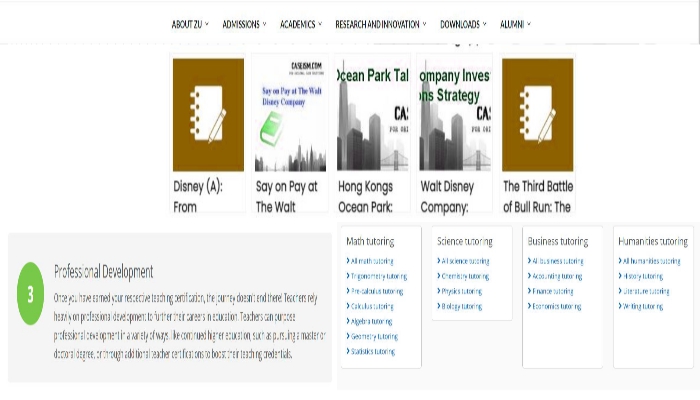 ABOUT ZU ADMISSIONS ACADEMICS RESEARCH AND INNOVATION DOWNLOADS ALUMNI
CASEISM.COM
Say on Pay at The Walt
Disney Company
Ocean Park Tal
CA
FOR
ompany Inves
ns Strategy
CA
FOR
Disney (A):
From
Say on Pay at
The Walt
Hong Kongs
Ocean Park:
Walt Disney
Company:
The Third Battle
of Bull Run: The
3
Professional Development
Once you have earned your respective teaching certification, the journey doesn't end there! Teachers rely
heavily on professional development to further their careers in education. Teachers can pursue
professional development in a variety of ways, like continued higher education, such as pursuing a master or
doctoral degree, or through additional teacher certifications to boost their teaching credentials.
Math tutoring
All math tutoring
Trigonometry tutoring
Pre-calculus tutoring
Calculus tutoring
Algebra tutoring
Geometry tutoring
Statistics tutoring
Science tutoring
All science tutoring
Chemistry tutoring
Physics tutoring
Biology tutoring
Business tutoring
All business tutoring
Accounting tutoring
Finance tutoring
Economics tutoring
Humanities tutoring
All humanities tutoring
History tutoring
Literature tutoring
Writing tutoring